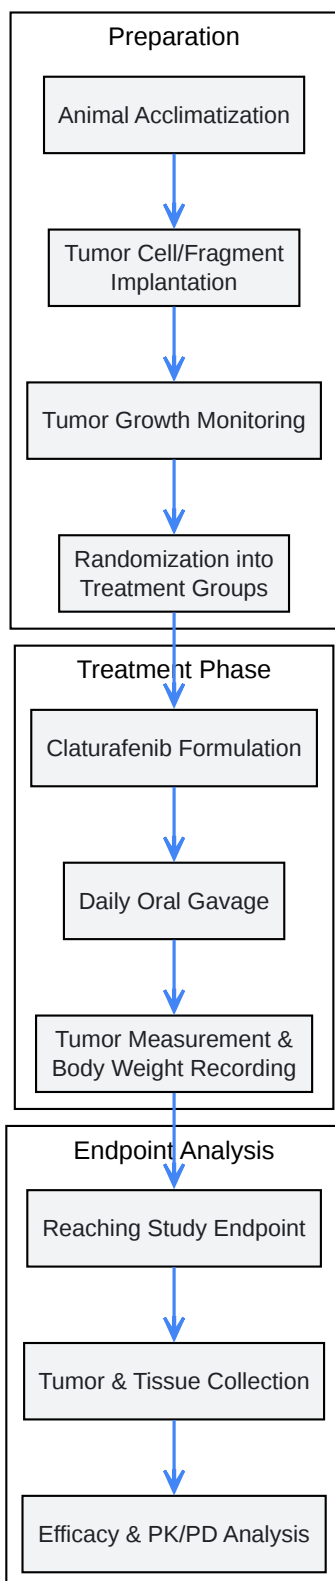 Preparation
Animal Acclimatization
Tumor Cell/Fragment
Implantation
Tumor Growth Monitoring
Randomization into
Treatment Groups
Treatment Phase
Claturafenib Formulation
Daily Oral Gavage
Tumor Measurement &
Body Weight Recording
Endpoint Analysis
Reaching Study Endpoint
Tumor & Tissue Collection
Efficacy & PK/PD Analysis